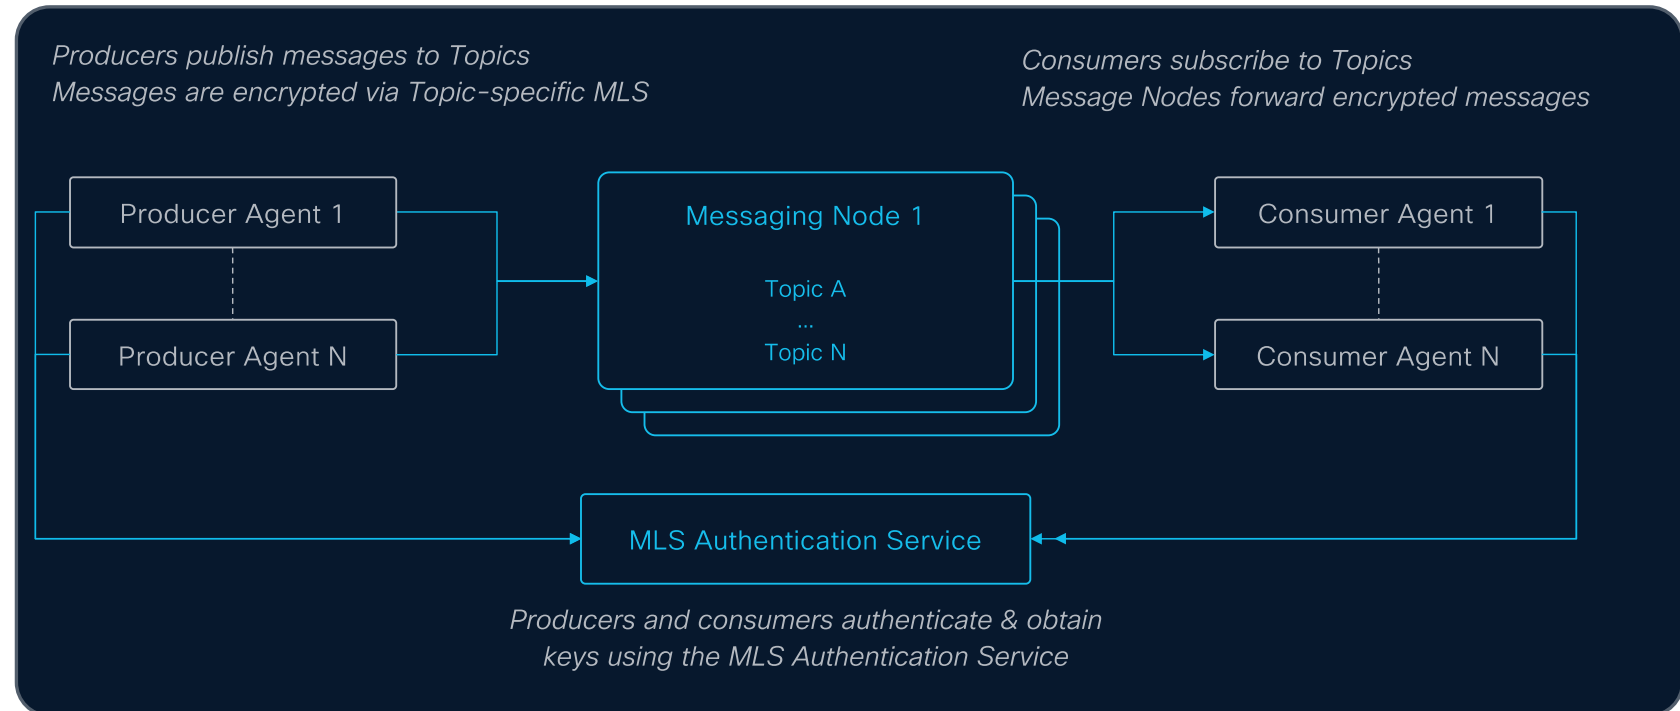 Producers publish messages to Topics
Messages are encrypted via Topic-specific MLS
Consumers subscribe to Topics
Message Nodes forward encrypted messages
Producer Agent 1
Messaging Node 1
Consumer Agent 1
Topic A
...
Topic N
Producer Agent N
Consumer Agent N
MLS Authentication Service
Producers and consumers authenticate & obtain
keys using the MLS Authentication Service